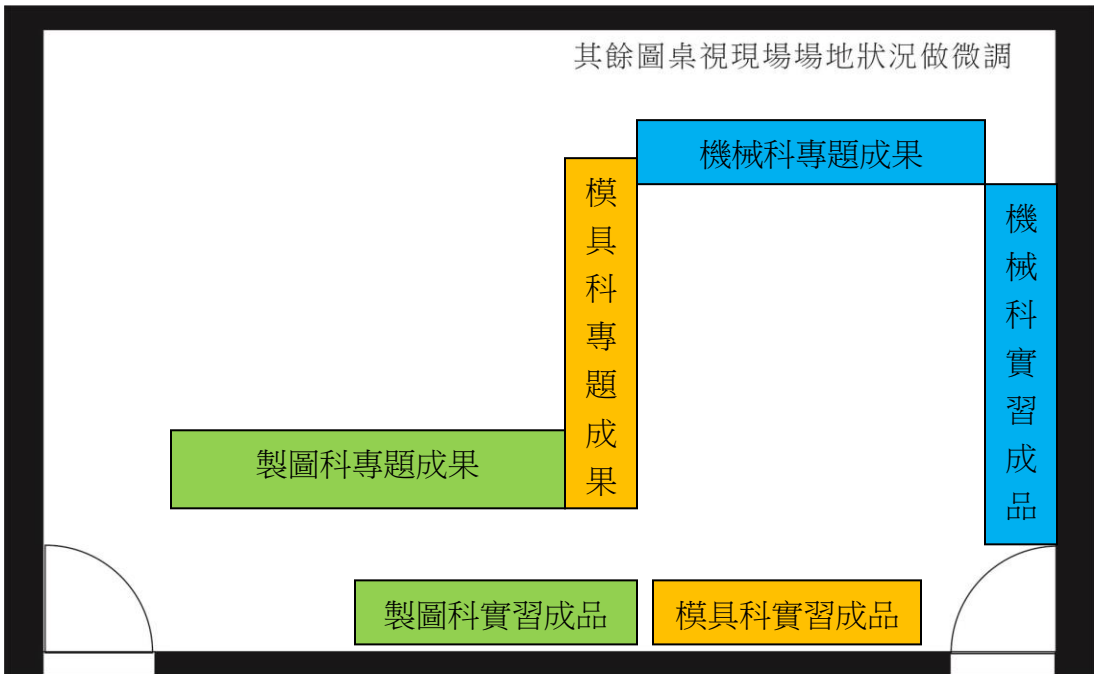 其餘圖桌視現場場地狀況做微調
機械科專題成果
模具科專題成果
機械科實習成品
製圖科專題成果
製圖科實習成品
模具科實習成品